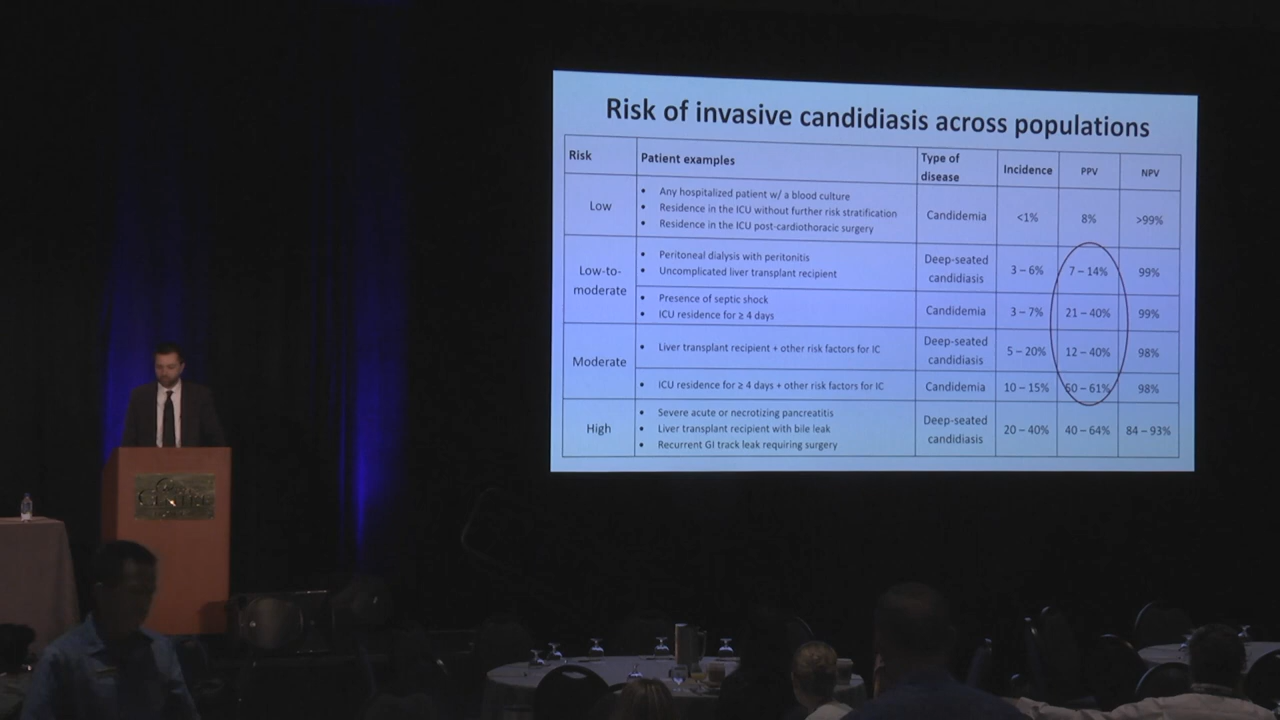 Risk of invasive candidiasis across populations
Risk Patient examples Type of disease Incidence PPV NPV
Low
• Any hospitalized patient w/ a blood culture
• Residence in the ICU without further risk stratification
• Residence in the ICU post-cardiothoracic surgery
Candidemia <1% 8% >99%
Low-to-moderate
• Peritoneal dialysis with peritonitis
• Uncomplicated liver transplant recipient
Deep-seated candidiasis 3 – 6% 7 – 14% 99%
• Presence of septic shock
• ICU residence for ≥ 4 days
Candidemia 3 – 7% 21 – 40% 99%
Moderate
• Liver transplant recipient + other risk factors for IC
Deep-seated candidiasis 5 – 20% 12 – 40% 98%
• ICU residence for ≥ 4 days + other risk factors for IC
Candidemia 10 – 15% 50 – 61% 98%
High
• Severe acute or necrotizing pancreatitis
• Liver transplant recipient with bile leak
• Recurrent GI track leak requiring surgery
Deep-seated candidiasis 20 – 40% 40 – 64% 84 – 93%